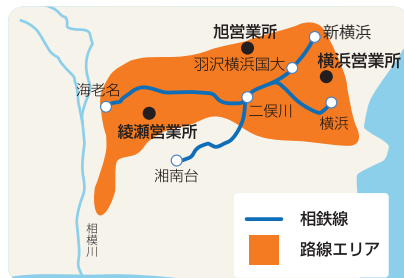 旭営業所
新横浜
羽沢横浜国大
横浜営業所
海老名
綾瀬営業所
二俣川
横浜
湘南台
相模川
相鉄線
路線エリア